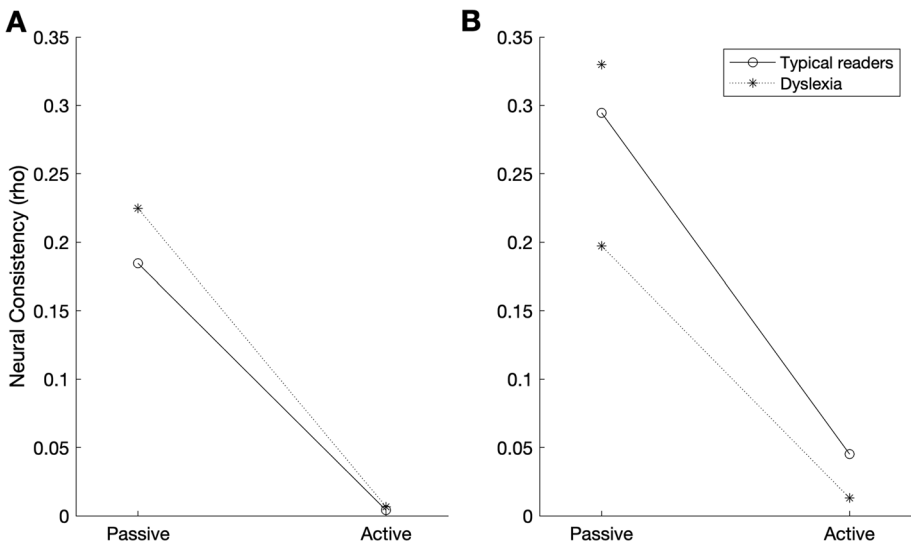 A
B
Neural Consistency (rho)
0.35
0.3
0.25
0.2
0.15
0.1
0.05
0
Passive
Active
0.35
0.3
0.25
0.2
0.15
0.1
0.05
0
Passive
Active
Typical readers
Dyslexia